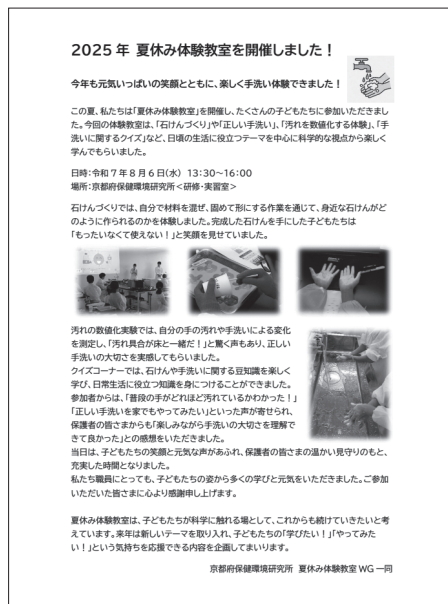 2025 年 夏休み体験教室を開催しました！
今年も元気いっぱいの笑顔とともに、楽しく手洗い体験できました！
この夏、私たちは「夏休み体験教室」を開催し、たくさんの子どもたちに参加いただきまし
た。今回の体験教室は、「石けんづくり」や「正しい手洗い」、「汚れを数値化する体験」、「手
洗いに関するクイズ」など、日頃の生活に役立つテーマを中心に科学的な視点から楽しく
学んでもらいました。
日時：令和７年８月６日(水) 13:30～16:00
場所：京都府保健環境研究所＜研修・実習室＞
石けんづくりでは、自分で材料を混ぜ、固めて形にする作業を通じて、身近な石けんがど
のように作られるのかを体験しました。完成した石けんを手にした子どもたちは
「もったいなくて使えない！」と笑顔を見せていました。
汚れの数値化実験では、自分の手の汚れや手洗いによる変化
を測定し、「汚れ具合が床と一緒だ！」と驚く声もあり、正しい
手洗いの大切さを実感してもらいました。
クイズコーナーでは、石けんや手洗いに関する豆知識を楽しく
学び、日常生活に役立つ知識を身につけることができました。
参加者からは、「普段の手がどれほど汚れているかわかった！」
「正しい手洗いを家でもやってみたい」といった声が寄せられ、
保護者の皆さまからも「楽しみながら手洗いの大切さを理解で
きて良かった」との感想をいただきました。
当日は、子どもたちの笑顔と元気な声があふれ、保護者の皆さまの温かい見守りのもと、
充実した時間となりました。
私たち職員にとっても、子どもたちの姿から多くの学びと元気をいただきました。ご参加
いただいた皆さまに心より感謝申し上げます。
夏休み体験教室は、子どもたちが科学に触れる場として、これからも続けていきたいと考
えています。来年は新しいテーマを取り入れ、子どもたちの「学びたい！」「やってみた
い！」という気持ちを応援できる内容を企画してまいります。
京都府保健環境研究所 夏休み体験教室 WG 一同